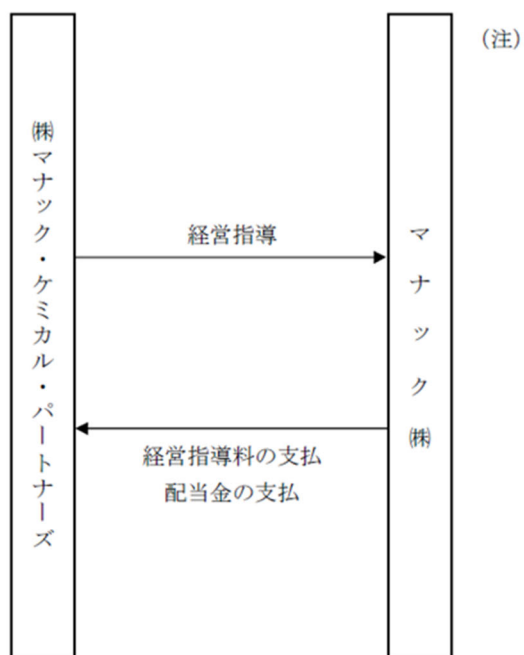 ㈱マナック・ケミカル・パートナーズ
経営指導
経営指導料の支払
配当金の支払
マナック㈱
(注)